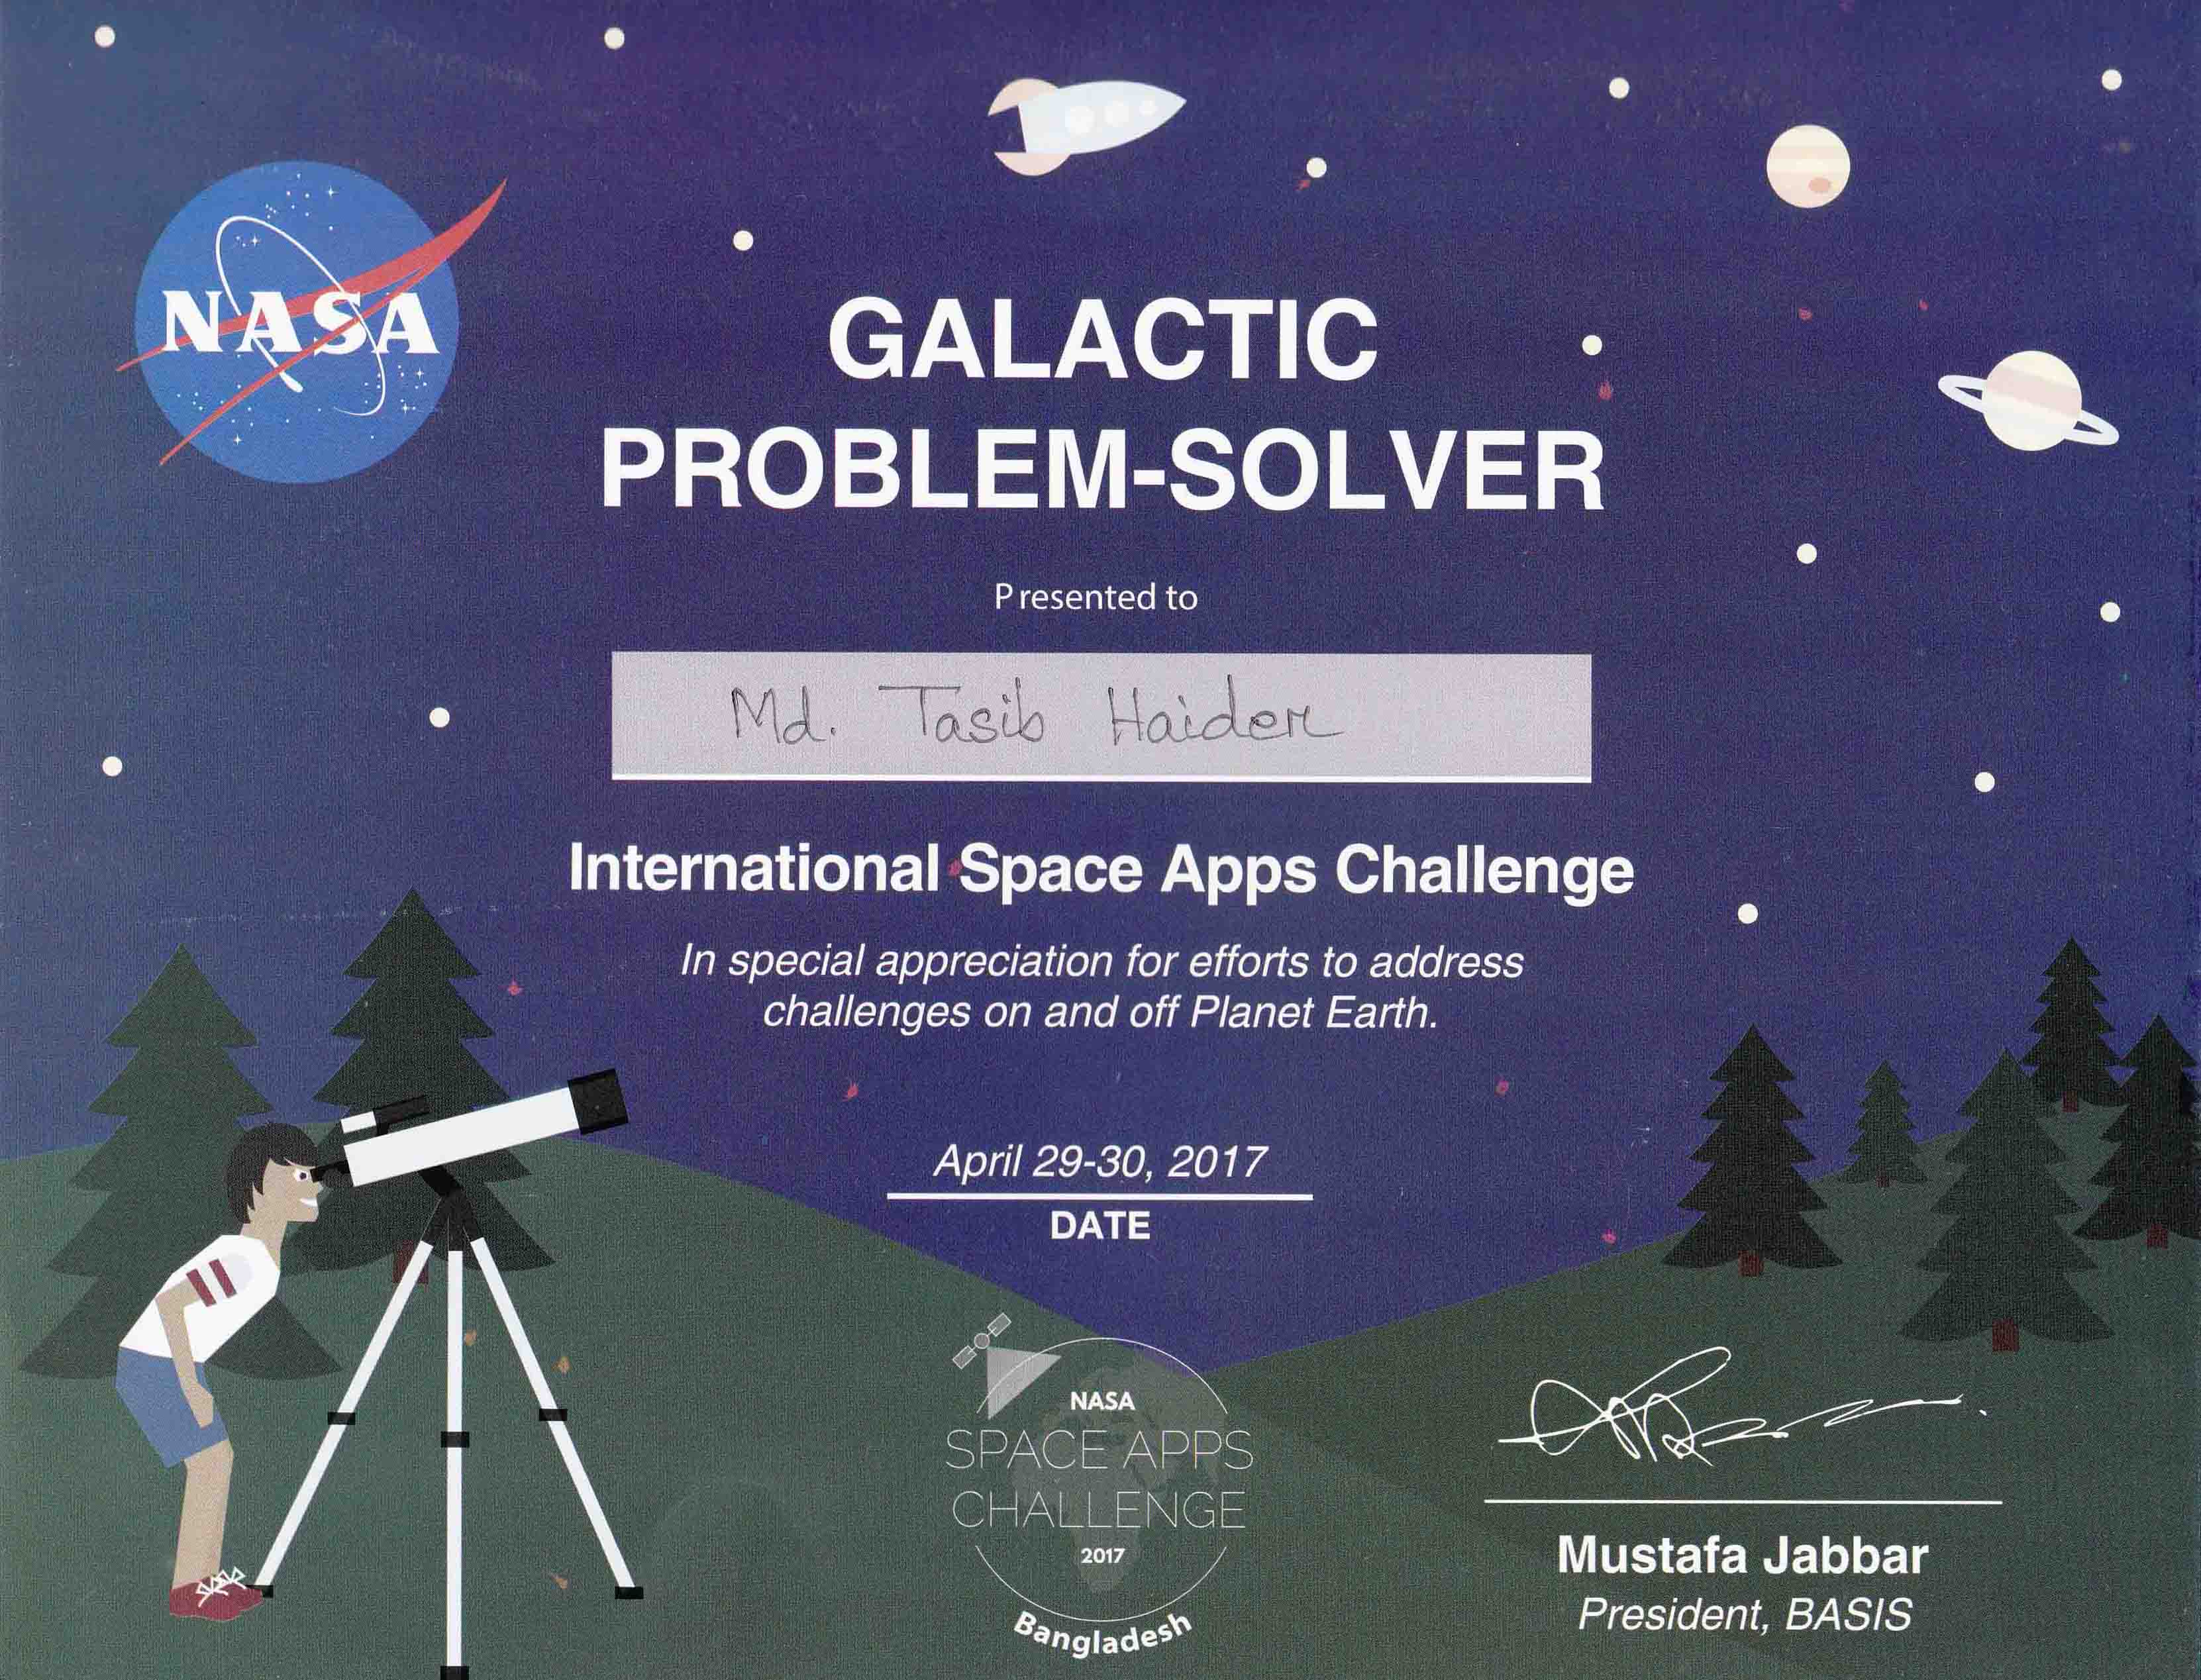 NASA
GALACTIC
PROBLEM-SOLVER
Presented to
Md. Tasib Haider
International Space Apps Challenge
In special appreciation for efforts to address
challenges on and off Planet Earth.
April 29-30, 2017
DATE
NASA
SPACE APPS
CHALLENGE
2017
Bangladesh
Mustafa Jabbar
President, BASIS